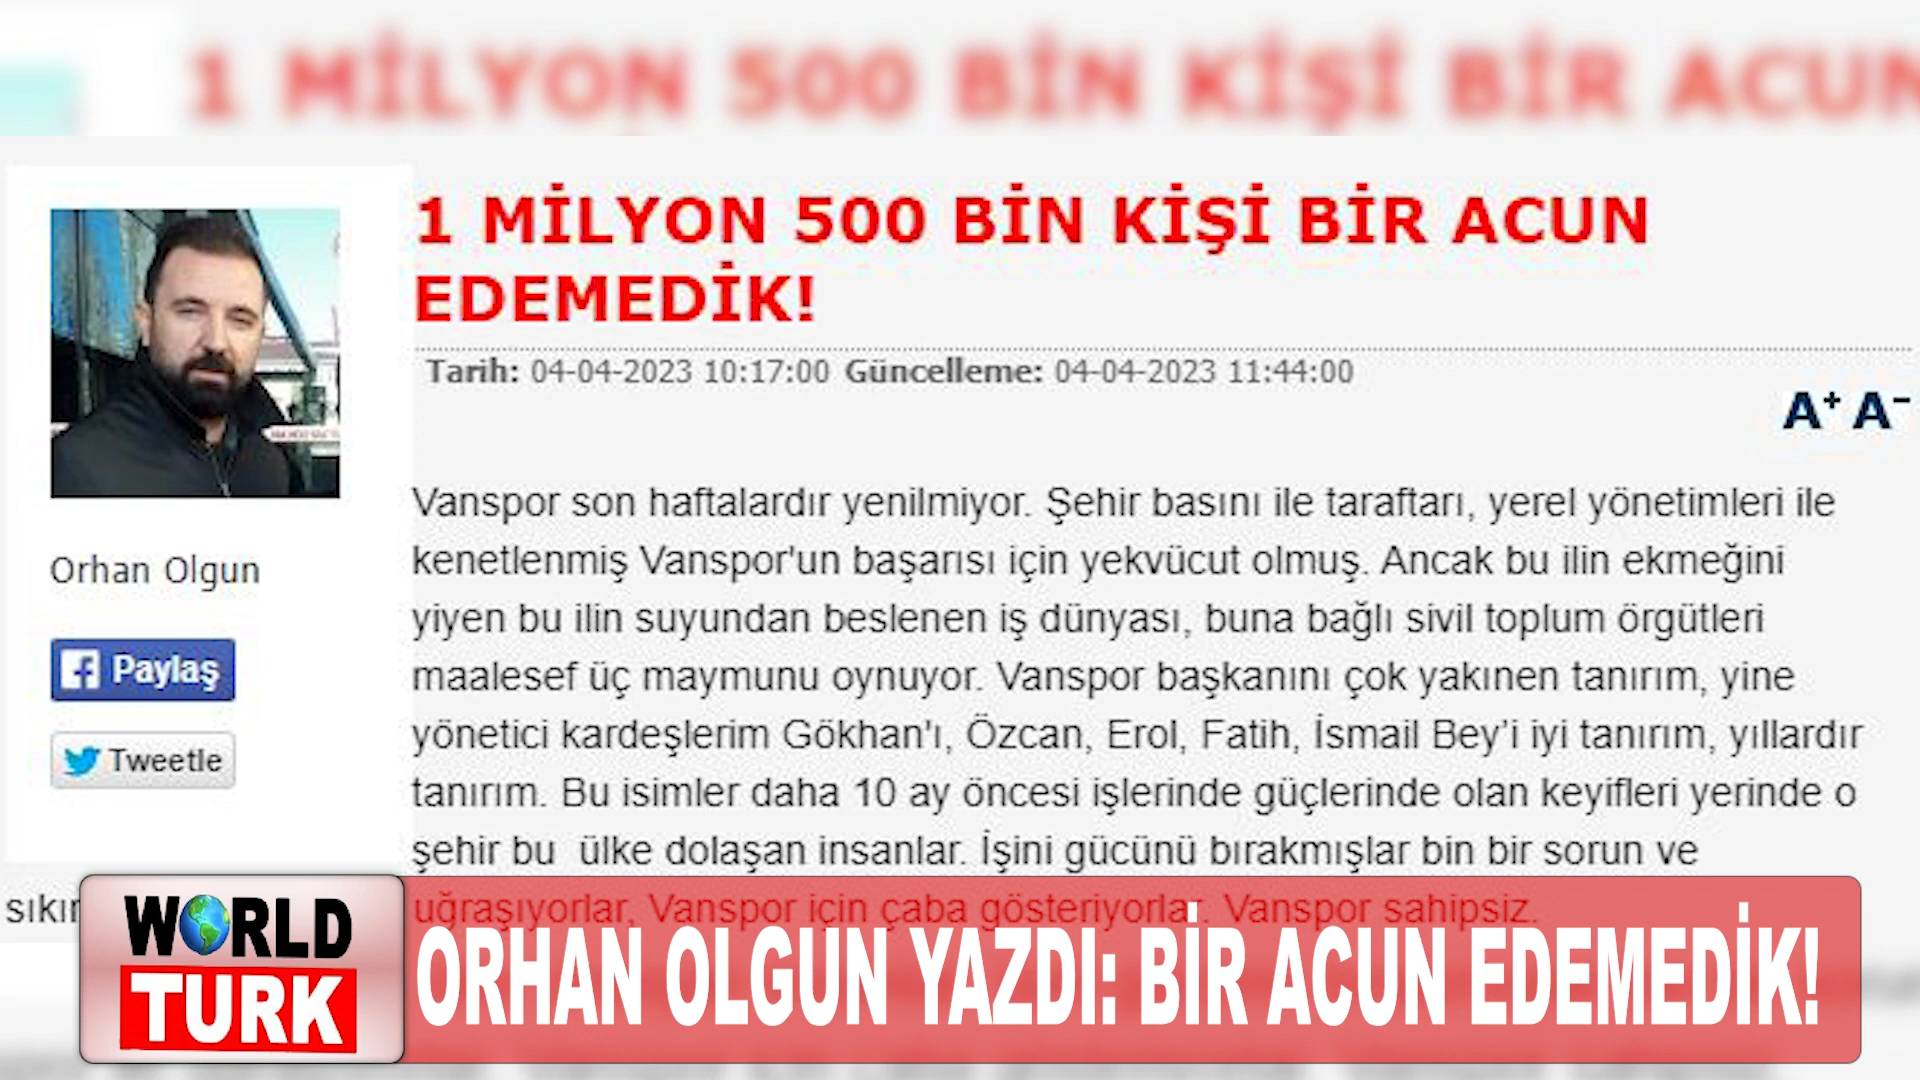 1 MİLYON 500 BİN KİŞİ BİR ACUN
1 MİLYON 500 BİN KİŞİ BİR ACUN
EDEMEDİK!
Tarih: 04-04-2023 10:17:00 Güncelleme: 04-04-2023 11:44:00
A+ A-
Orhan Olgun
Paylaş
Tweetle
Vanspor son haftalardır yenilmiyor. Şehir basını ile taraftarı, yerel yönetimleri ile
kenetlenmiş Vanspor'un başarısı için yekvücut olmuş. Ancak bu ilin ekmeğini
yiyen bu ilin suyundan beslenen iş dünyası, buna bağlı sivil toplum örgütleri
maalesef üç maymunu oynuyor. Vanspor başkanını çok yakınen tanırım, yine
yönetici kardeşlerim Gökhan'ı, Özcan, Erol, Fatih, İsmail Bey'i iyi tanırım, yıllardır
tanırım. Bu isimler daha 10 ay öncesi işlerinde güçlerinde olan keyifleri yerinde o
şehir bu ülke dolaşan insanlar. İşini gücünü bırakmışlar bin bir sorun ve
uğraşıyorlar, Vanspor için çaba gösteriyorlar. Vanspor sahipsiz.
WORLD
TURK
ORHAN OLGUN YAZDI: BİR ACUN EDEMEDİK!